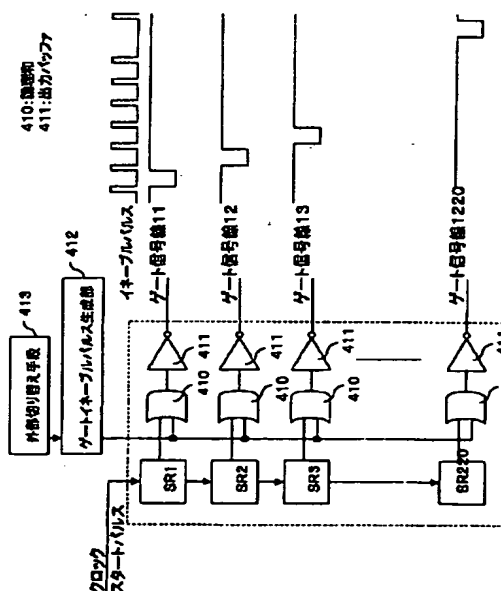 410:論理和
411:出力バッファ
413
外部切り替え手段
412
ゲートイネーブルパルス生成部
イネーブルパルス
クロック
スタートパルス
SR1
410
411
ゲート信号線11
SR2
410
411
ゲート信号線12
SR3
410
411
ゲート信号線13
SR220
ゲート信号線1220